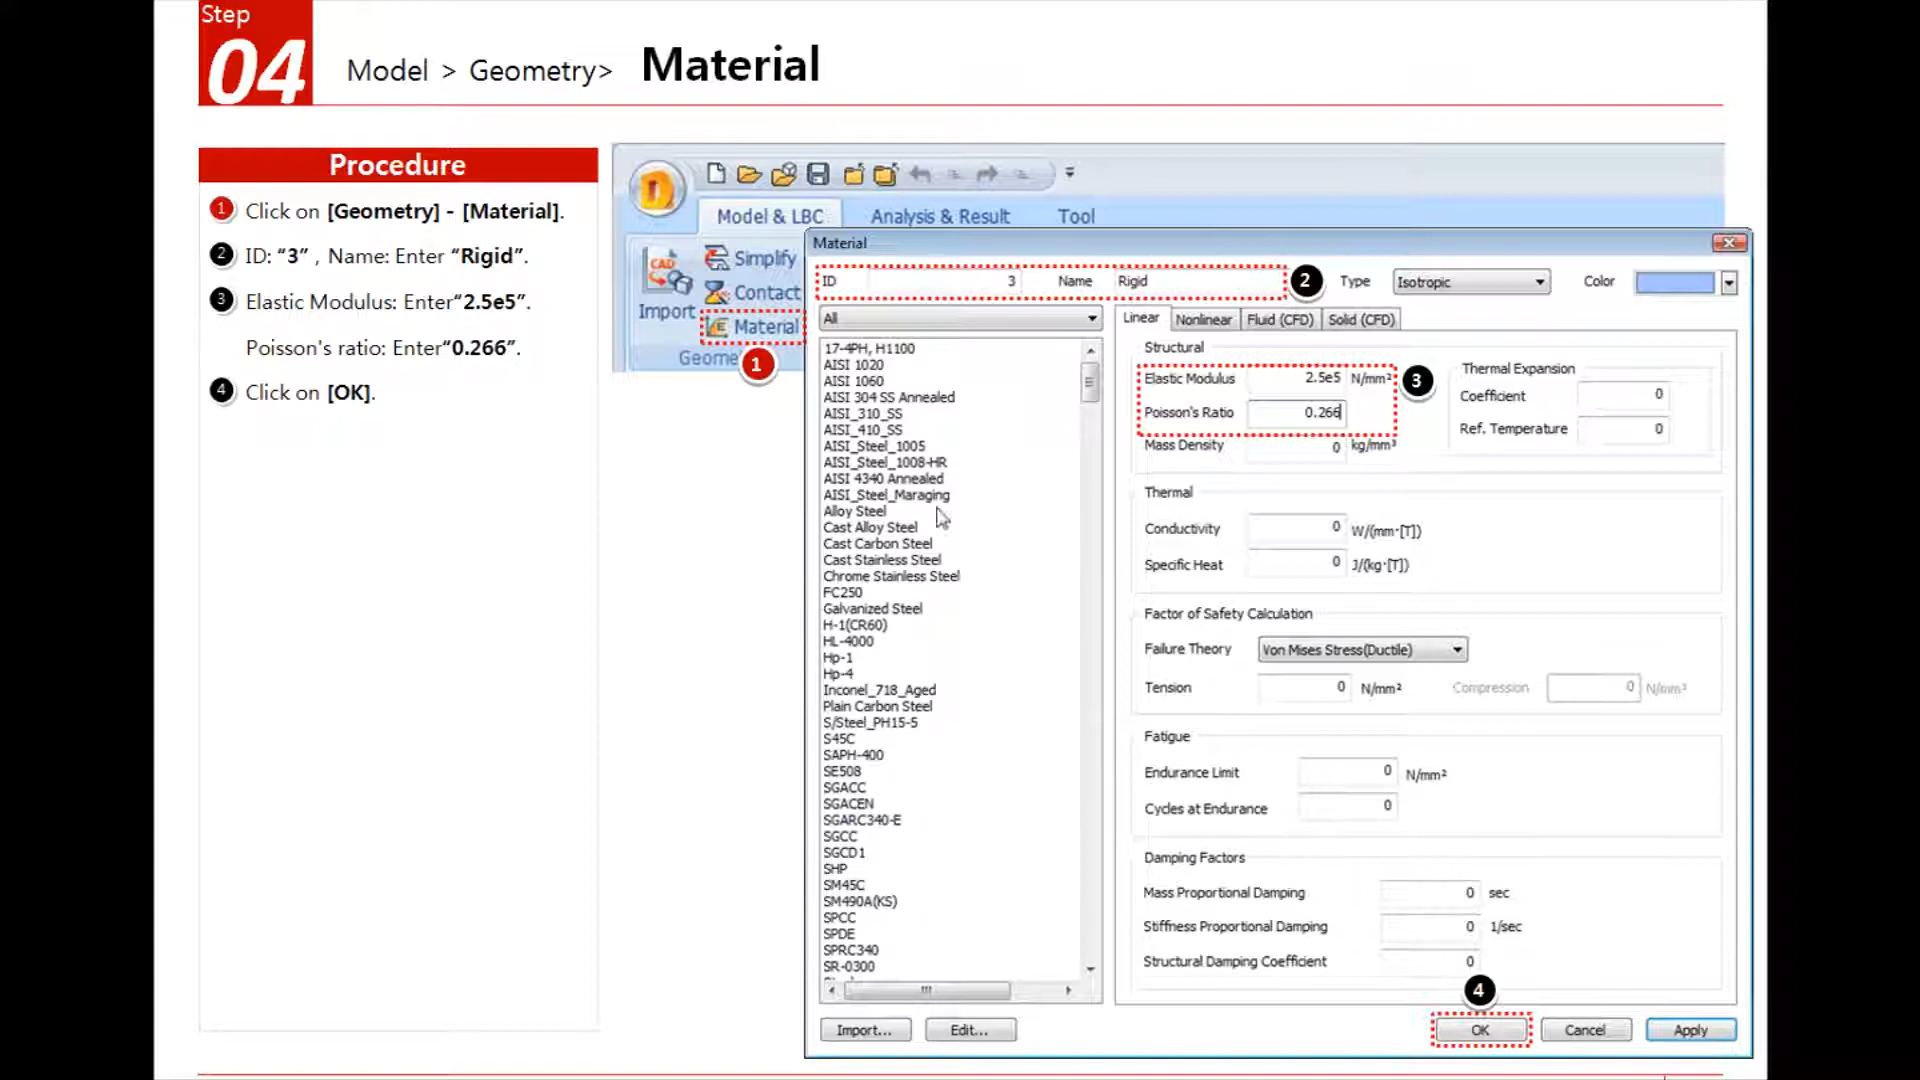 Step
04
Model > Geometry> Material
Procedure
1 Click on [Geometry] - [Material].
2 ID: “3” , Name: Enter “Rigid”.
3 Elastic Modulus: Enter“2.5e5”.
Poisson's ratio: Enter“0.266”.
4 Click on [OK].
Model & LBC Analysis & Result Tool
CAD
Import
Simplify
Contact
Material
1
Material
ID 3 Name Rigid 2 Type Isotropic Color
All
17-4PH, H1100
AISI 1020
AISI 1060
AISI 304 SS Annealed
AISI_310_SS
AISI_410_SS
AISI_Steel_1005
AISI_Steel_1008-HR
AISI 4340 Annealed
AISI_Steel_Maraging
Alloy Steel
Cast Alloy Steel
Cast Carbon Steel
Cast Stainless Steel
Chrome Stainless Steel
FC250
Galvanized Steel
H-1(CR60)
HL-4000
Hp-1
Hp-4
Inconel_718_Aged
Plain Carbon Steel
S/Steel_PH15-5
S45C
SAPH-400
SE508
SGACC
SGACEN
SGARC340-E
SGCC
SGCD1
SHP
SM45C
SM490A(KS)
SPCC
SPDE
SPRC340
SR-0300
Import... Edit...
Linear Nonlinear Fluid (CFD) Solid (CFD)
Structural
Elastic Modulus 2.5e5 N/mm² 3
Poisson's Ratio 0.266
Mass Density 0 kg/mm³
Thermal Expansion
Coefficient 0
Ref. Temperature 0
Thermal
Conductivity 0 W/(mm·[T])
Specific Heat 0 J/(kg·[T])
Factor of Safety Calculation
Failure Theory Von Mises Stress(Ductile)
Tension 0 N/mm² Compression 0 N/mm²
Fatigue
Endurance Limit 0 N/mm²
Cycles at Endurance 0
Damping Factors
Mass Proportional Damping 0 sec
Stiffness Proportional Damping 0 1/sec
Structural Damping Coefficient 0
4
OK Cancel Apply